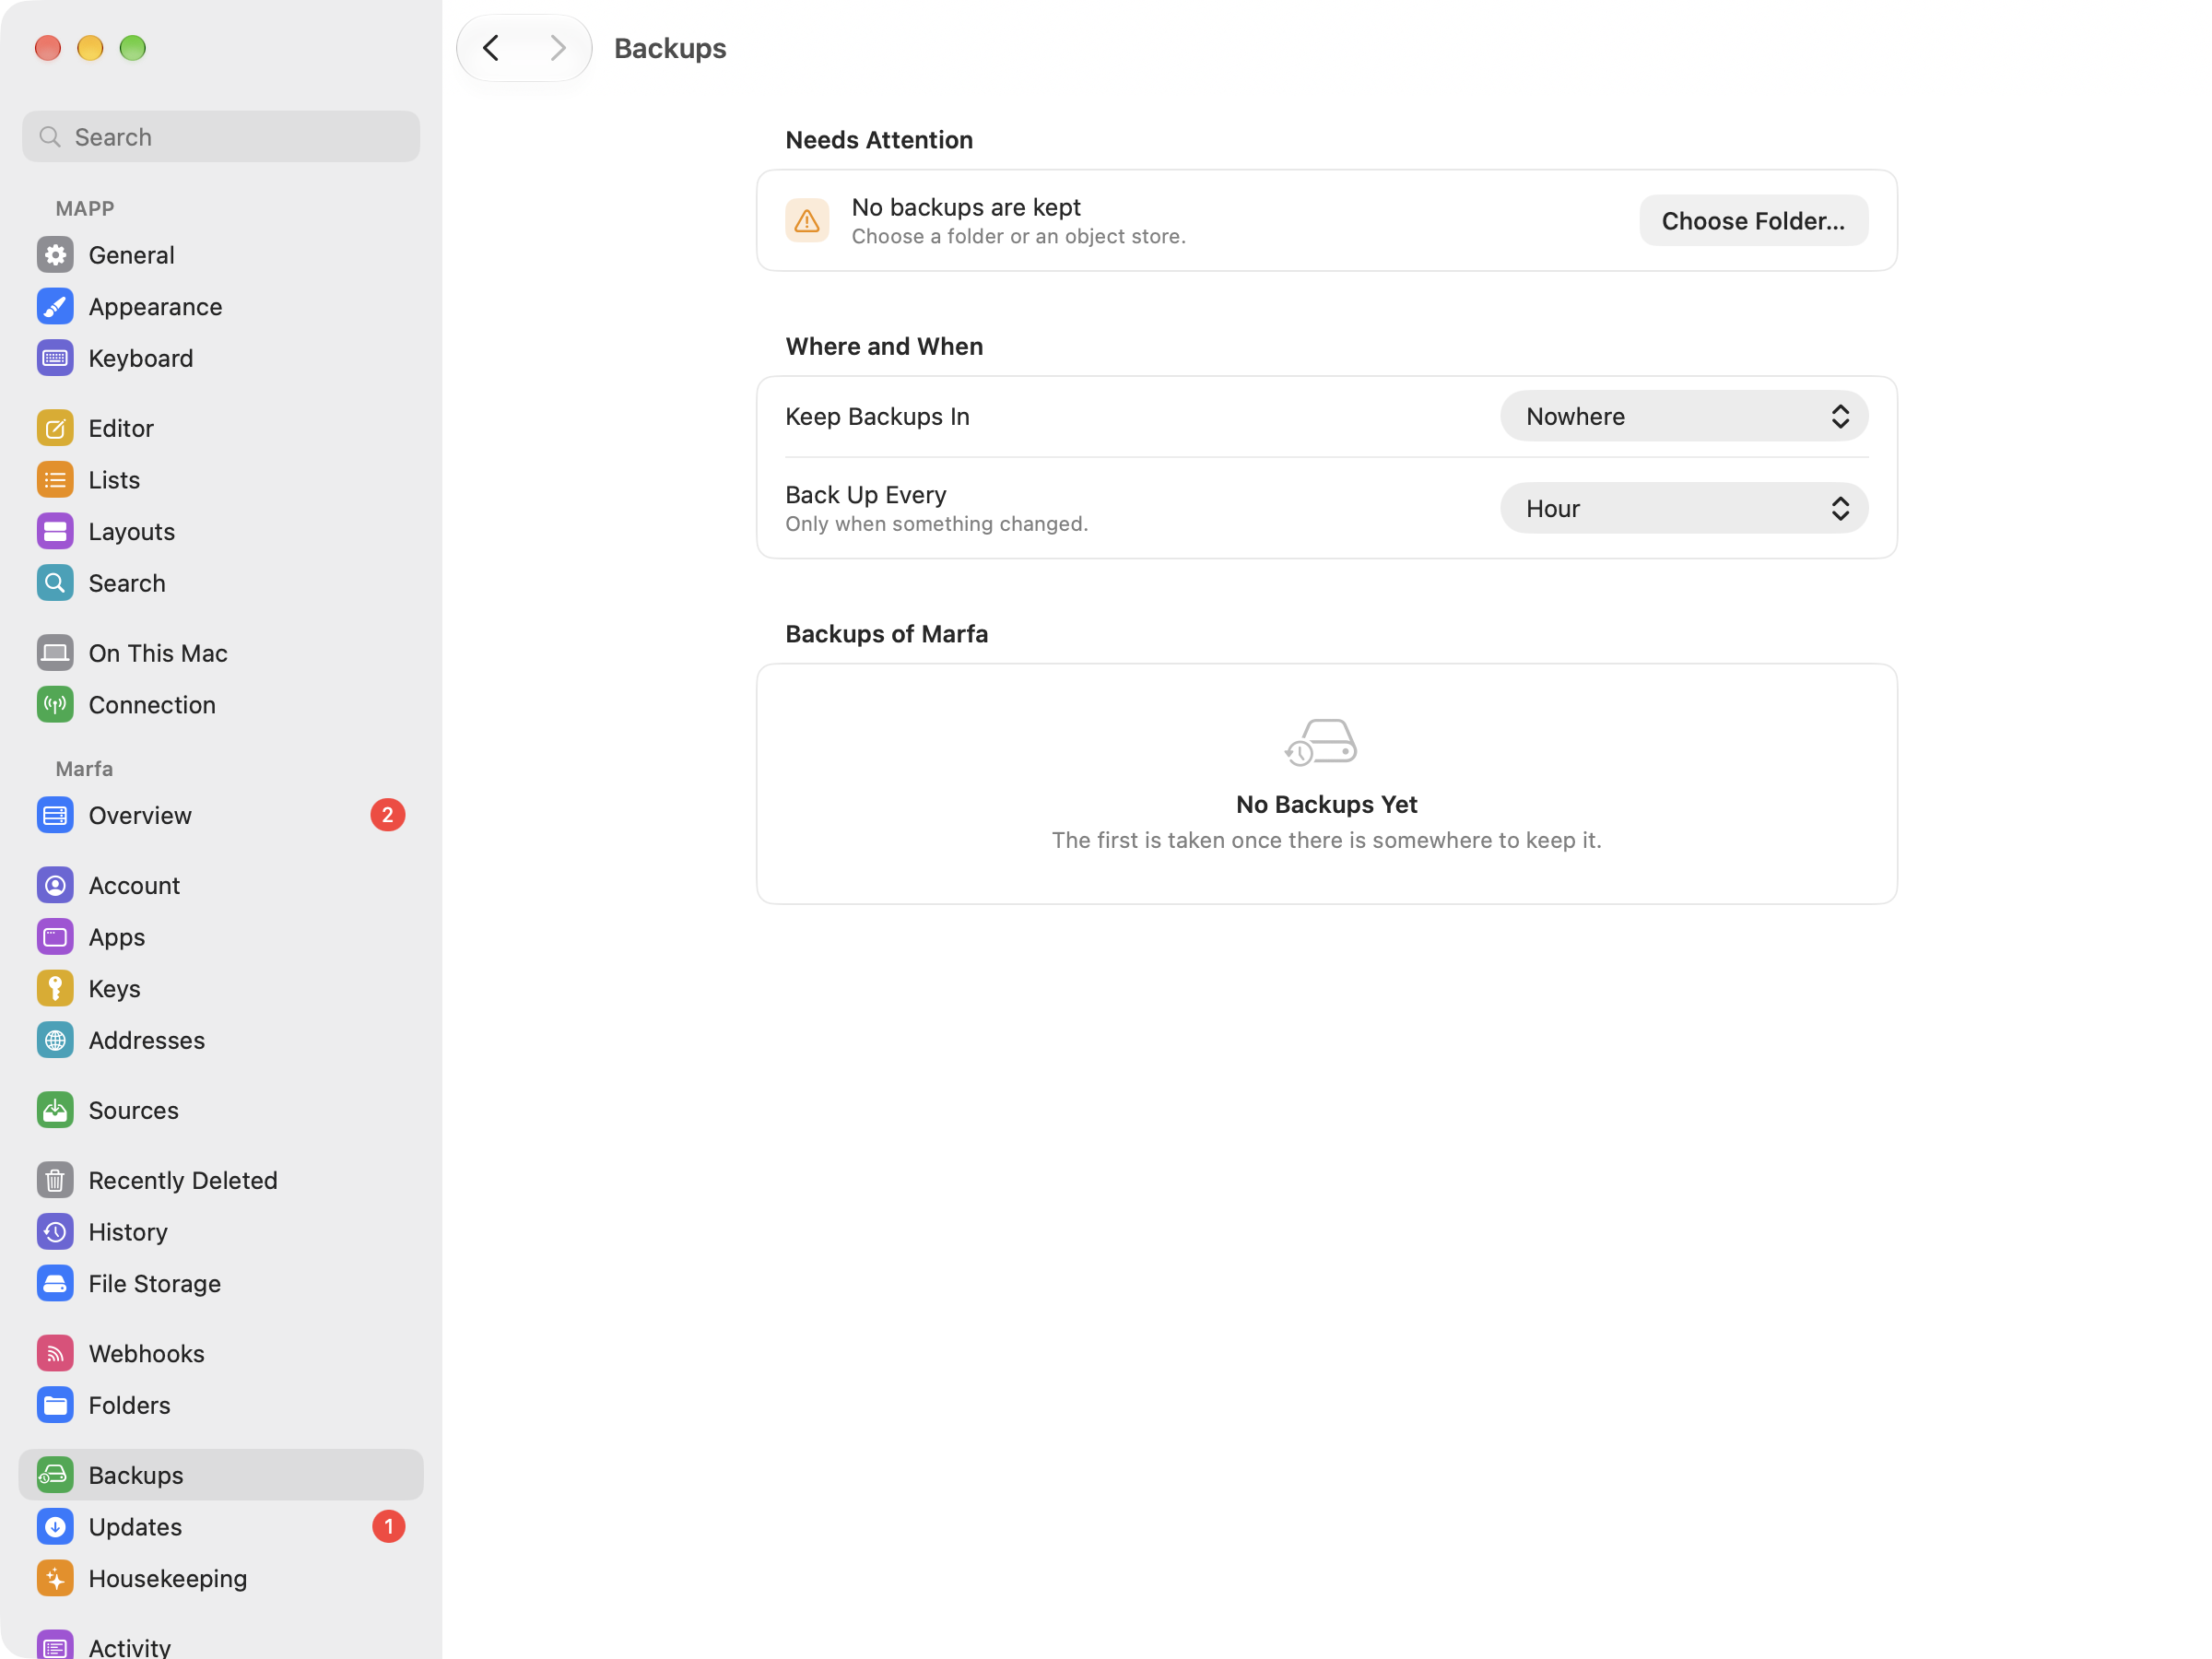 Backups
Search
MAPP
General
Appearance
Keyboard
Editor
Lists
Layouts
Search
On This Mac
Connection
Marfa
Overview 2
Account
Apps
Keys
Addresses
Sources
Recently Deleted
History
File Storage
Webhooks
Folders
Backups
Updates 1
Housekeeping
Activity
Needs Attention
No backups are kept
Choose a folder or an object store.
Choose Folder...
Where and When
Keep Backups In Nowhere
Back Up Every Hour
Only when something changed.
Backups of Marfa
No Backups Yet
The first is taken once there is somewhere to keep it.